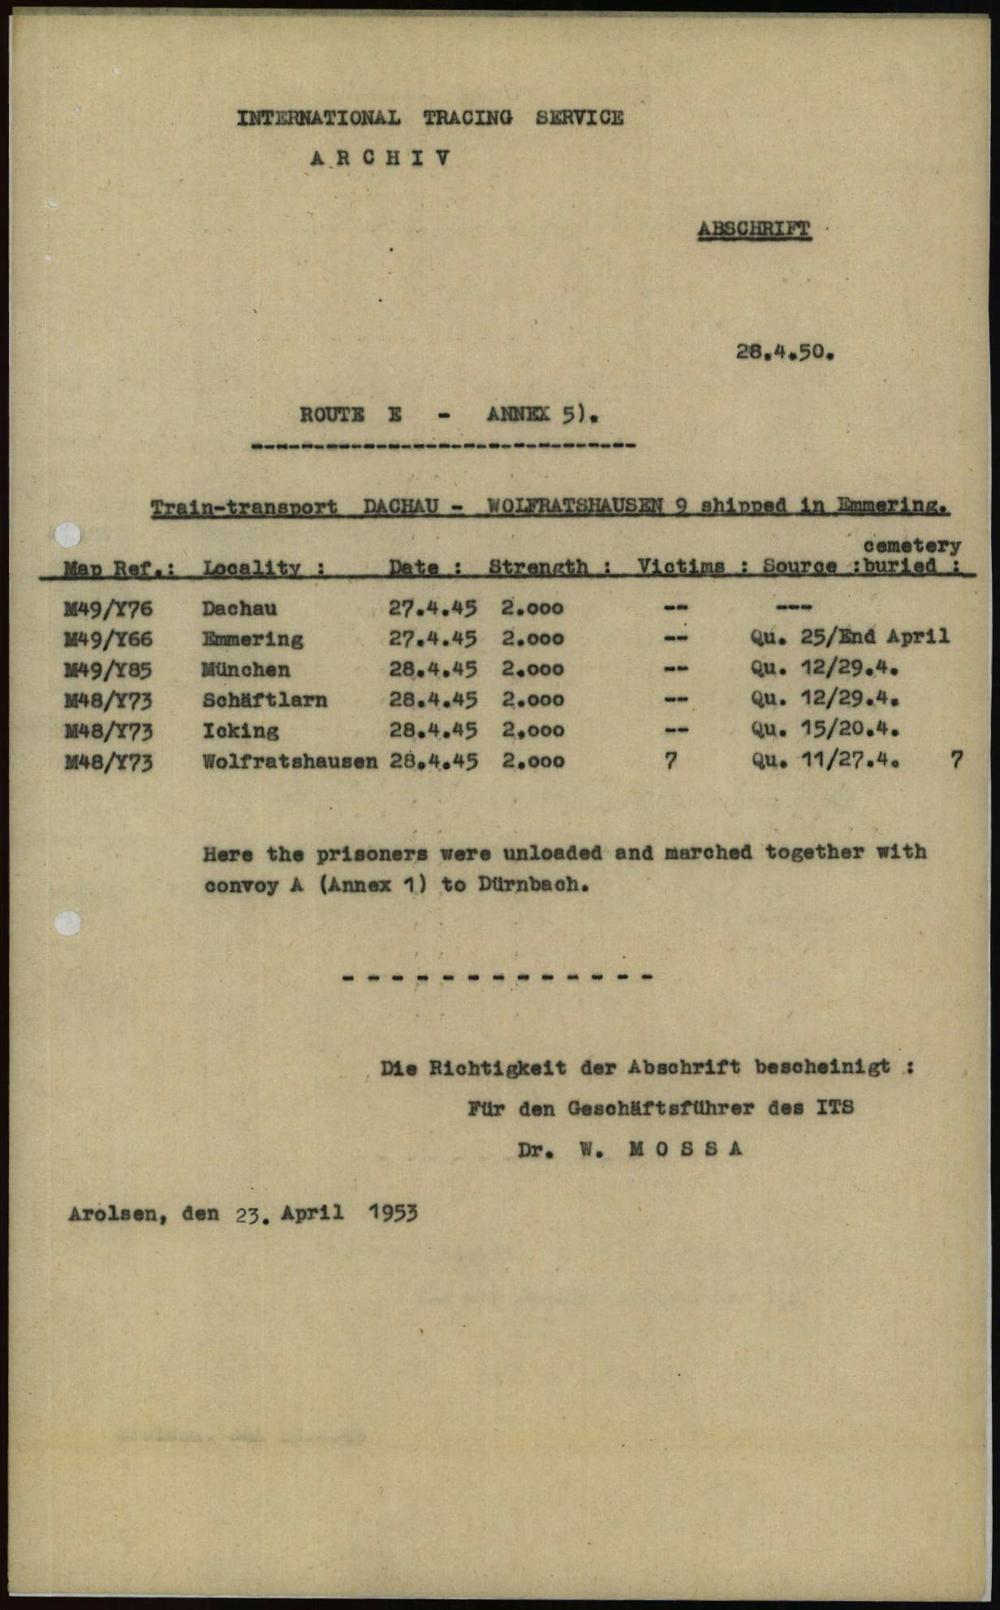 INTERNATIONAL TRACING SERVICE
A R C H I V
ABSCHRIFT
28.4.50.
ROUTE E - ANNEX 5).
-------------------------------
Train-transport DACHAU - WOLFRATSHAUSEN 9 shipped in Emmering.
cemetery
Map Ref.: Locality : Date : Strength : Victims : Source :buried :
M49/Y76 Dachau 27.4.45 2.000 -- ---
M49/Y66 Emmering 27.4.45 2.000 -- Qu. 25/End April
M49/Y85 München 28.4.45 2.000 -- Qu. 12/29.4.
M48/Y73 Schäftlarn 28.4.45 2.000 -- Qu. 12/29.4.
M48/Y73 Icking 28.4.45 2.000 -- Qu. 15/20.4.
M48/Y73 Wolfratshausen 28.4.45 2.000 7 Qu. 11/27.4. 7
Here the prisoners were unloaded and marched together with
convoy A (Annex 1) to Dürnbach.
- - - - - - - - - - - - -
Die Richtigkeit der Abschrift bescheinigt :
Für den Geschäftsführer des ITS
Dr. W. M O S S A
Arolsen, den 23. April 1953